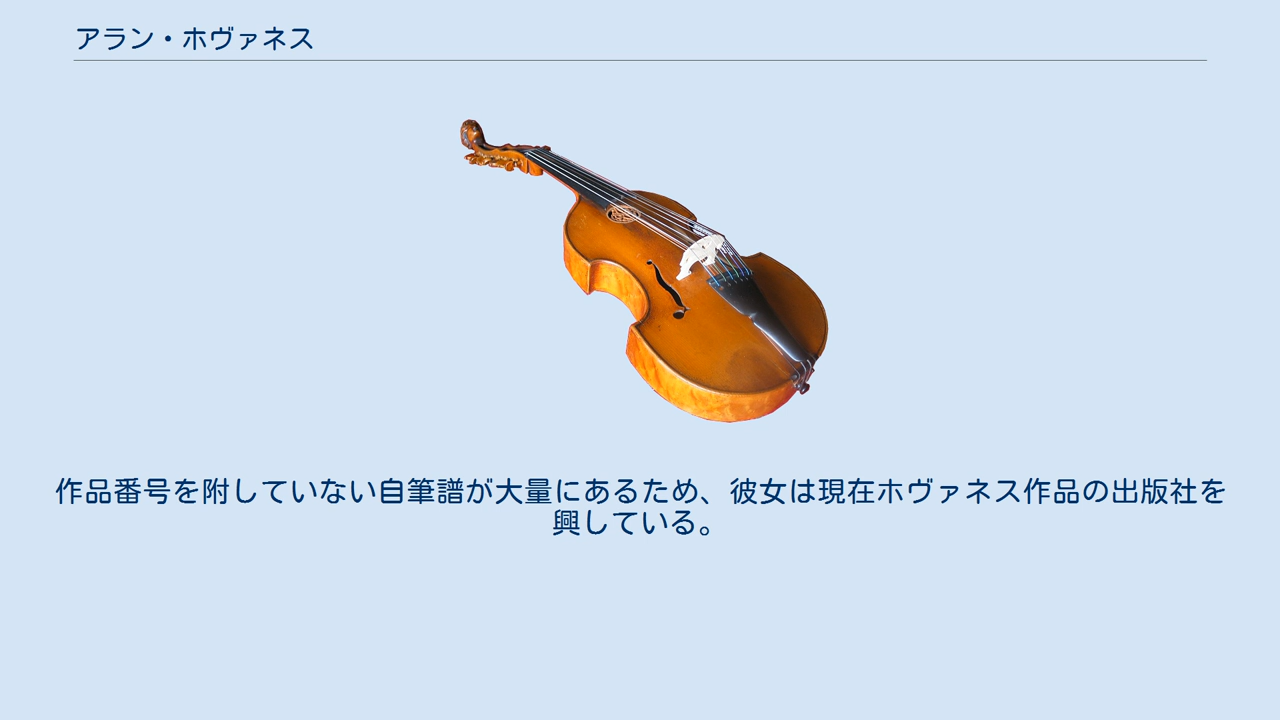 アラン・ホヴァネス
作品番号を附していない自筆譜が大量にあるため、彼女は現在ホヴァネス作品の出版社を
興している。